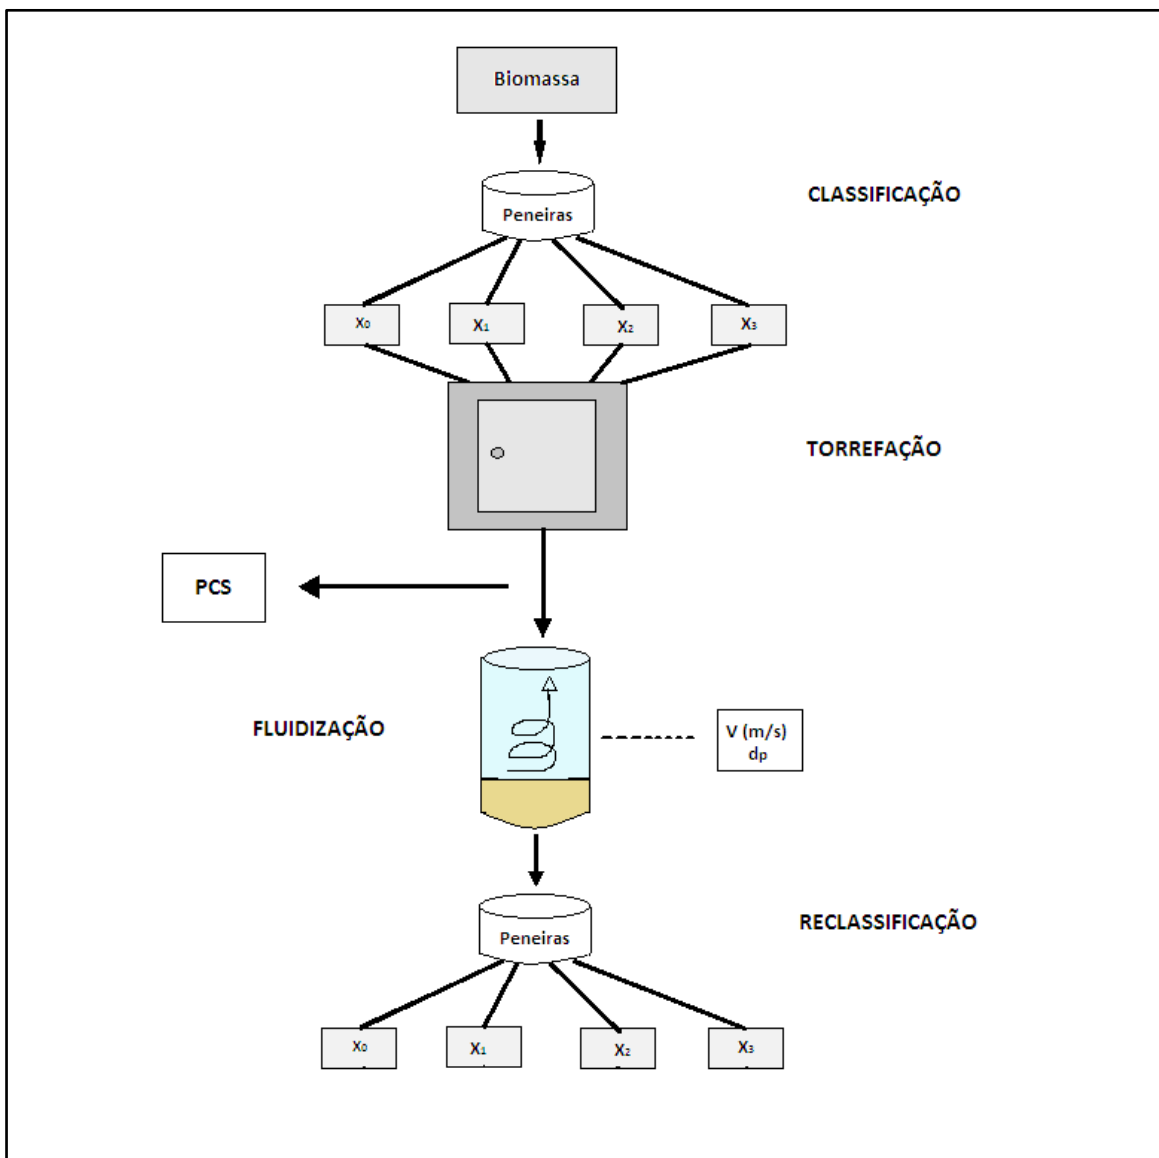 Biomassa
CLASSIFICAÇÃO
Peneiras
X₀ X₁ X₂ X₃
TORREFAÇÃO
PCS
FLUIDIZAÇÃO
V (m/s)
dₚ
RECLASSIFICAÇÃO
Peneiras
X₀ X₁ X₂ X₃